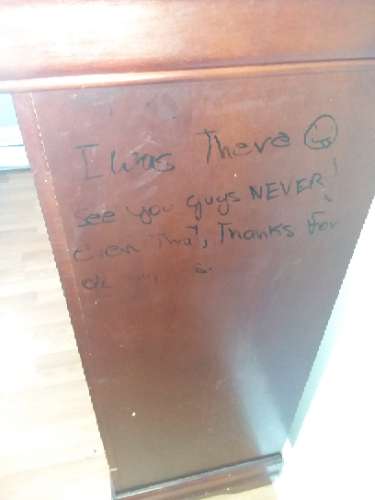 I was There
see you guys NEVER!
even that, Thanks For